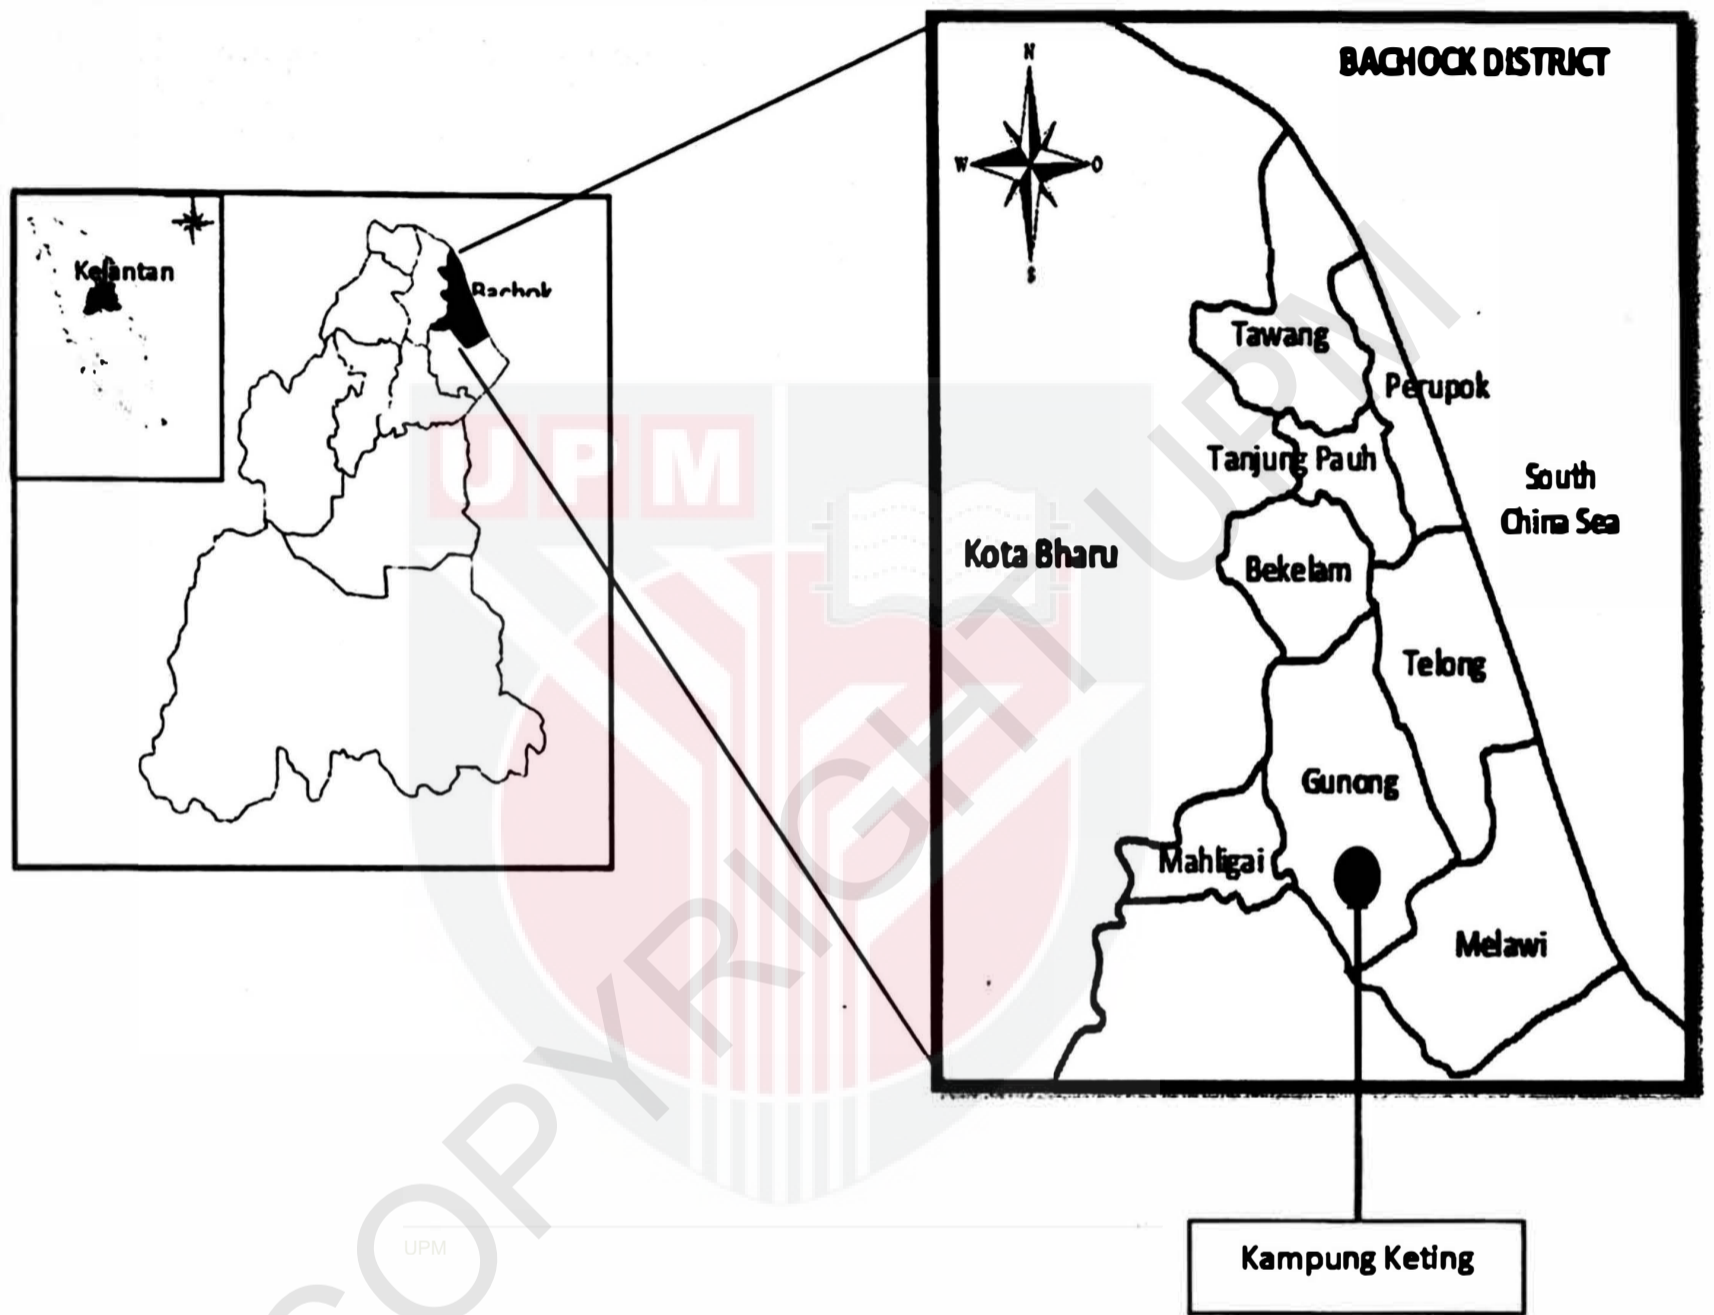 BACHOCK DISTRICT
N
W
O
S
Kelantan
Bachok
Tawang
Perupok
Tanjung Pauh
South
China Sea
Kota Bharu
Bekelam
Telong
Gunong
Mahligai
Melawi
Kampung Keting
UPM
UPM
COPYRIGHT UPM